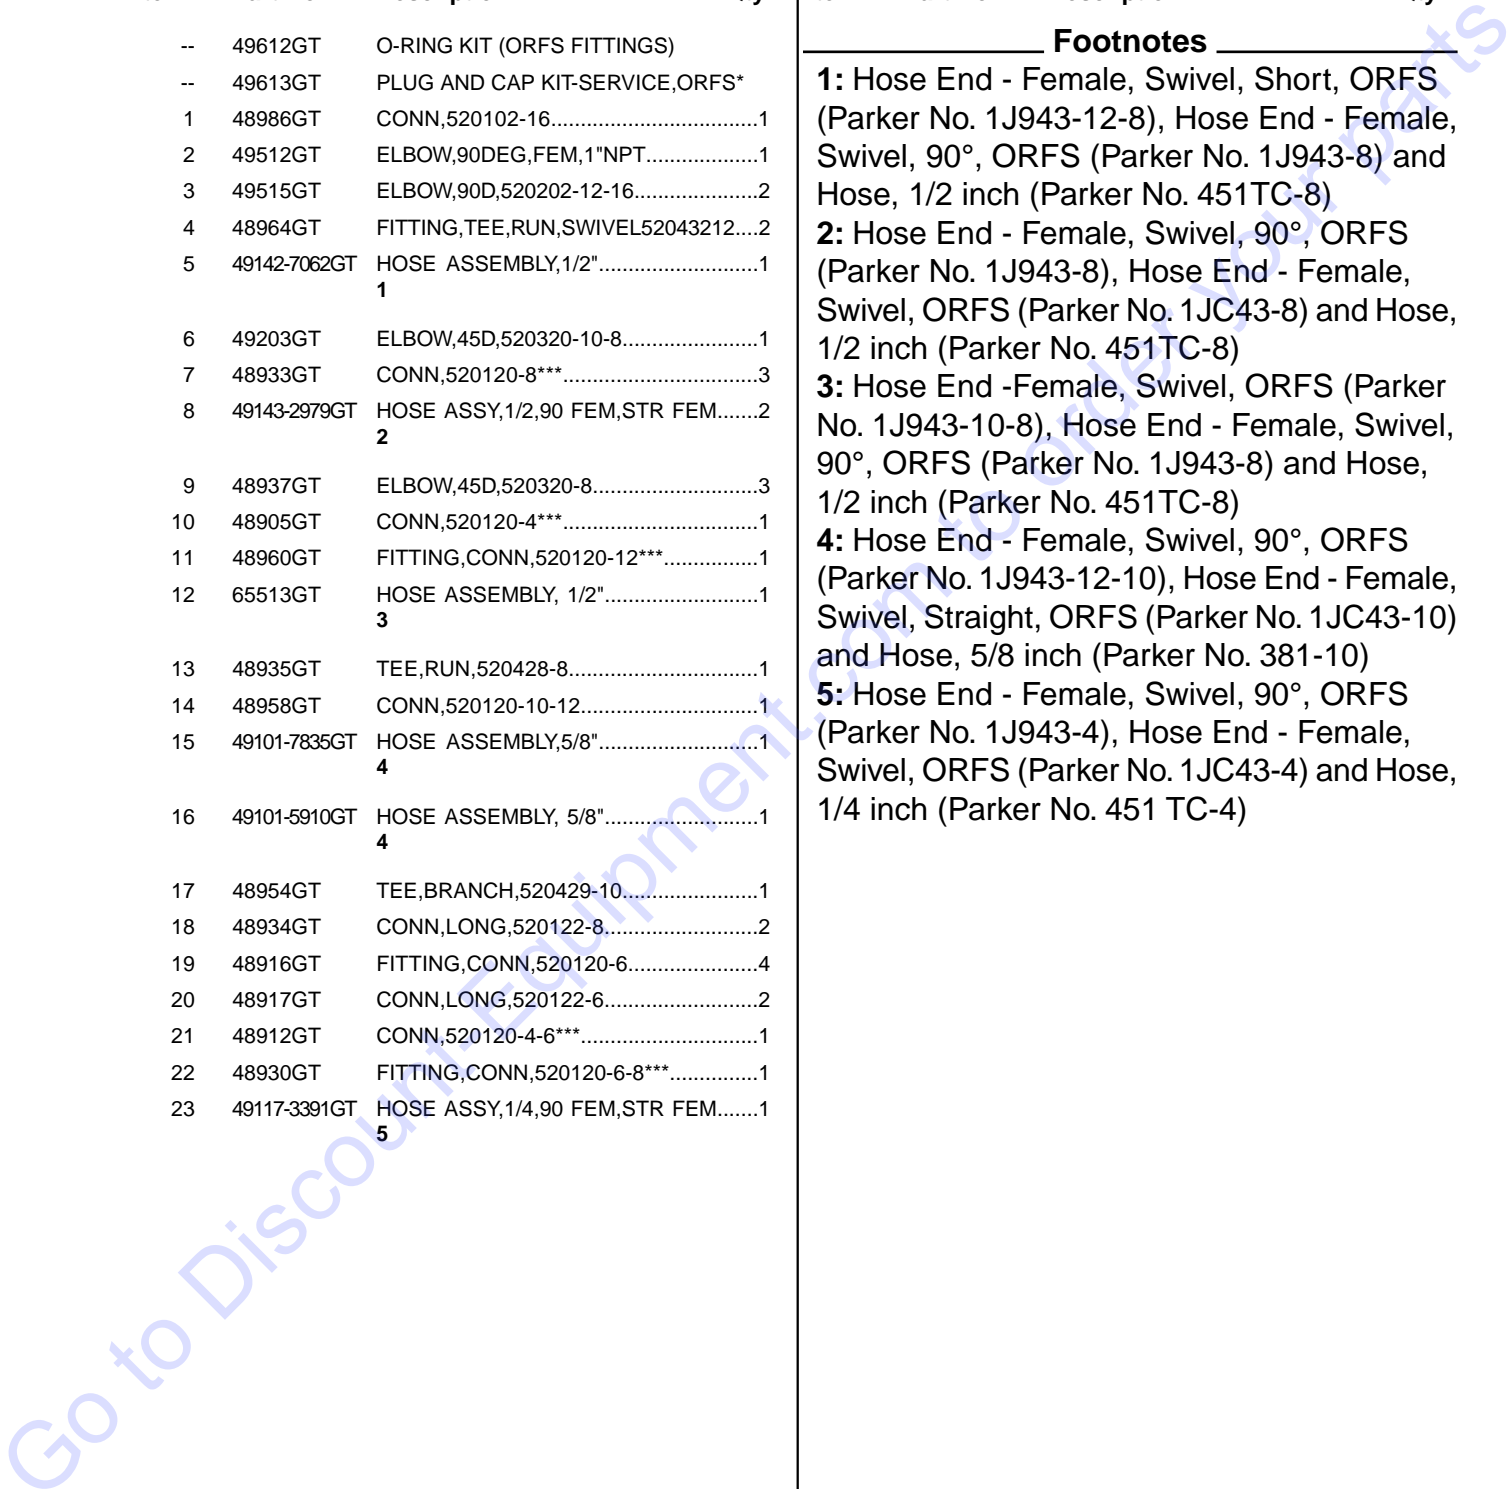 -- 49612GT O-RING KIT (ORFS FITTINGS)
-- 49613GT PLUG AND CAP KIT-SERVICE,ORFS*
1 48986GT CONN,520102-16...................................1
2 49512GT ELBOW,90DEG,FEM,1"NPT...................1
3 49515GT ELBOW,90D,520202-12-16.....................2
4 48964GT FITTING,TEE,RUN,SWIVEL52043212....2
5 49142-7062GT HOSE ASSEMBLY,1/2"...........................1
1
6 49203GT ELBOW,45D,520320-10-8.......................1
7 48933GT CONN,520120-8***.................................3
8 49143-2979GT HOSE ASSY,1/2,90 FEM,STR FEM.......2
2
9 48937GT ELBOW,45D,520320-8............................3
10 48905GT CONN,520120-4***.................................1
11 48960GT FITTING,CONN,520120-12***................1
12 65513GT HOSE ASSEMBLY, 1/2"..........................1
3
13 48935GT TEE,RUN,520428-8................................1
14 48958GT CONN,520120-10-12..............................1
15 49101-7835GT HOSE ASSEMBLY,5/8"...........................1
4
16 49101-5910GT HOSE ASSEMBLY, 5/8"..........................1
4
17 48954GT TEE,BRANCH,520429-10.......................1
18 48934GT CONN,LONG,520122-8..........................2
19 48916GT FITTING,CONN,520120-6......................4
20 48917GT CONN,LONG,520122-6..........................2
21 48912GT CONN,520120-4-6***..............................1
22 48930GT FITTING,CONN,520120-6-8***...............1
23 49117-3391GT HOSE ASSY,1/4,90 FEM,STR FEM.......1
5
Footnotes
1: Hose End - Female, Swivel, Short, ORFS
(Parker No. 1J943-12-8), Hose End - Female,
Swivel, 90°, ORFS (Parker No. 1J943-8) and
Hose, 1/2 inch (Parker No. 451TC-8)
2: Hose End - Female, Swivel, 90°, ORFS
(Parker No. 1J943-8), Hose End - Female,
Swivel, ORFS (Parker No. 1JC43-8) and Hose,
1/2 inch (Parker No. 451TC-8)
3: Hose End -Female, Swivel, ORFS (Parker
No. 1J943-10-8), Hose End - Female, Swivel,
90°, ORFS (Parker No. 1J943-8) and Hose,
1/2 inch (Parker No. 451TC-8)
4: Hose End - Female, Swivel, 90°, ORFS
(Parker No. 1J943-12-10), Hose End - Female,
Swivel, Straight, ORFS (Parker No. 1JC43-10)
and Hose, 5/8 inch (Parker No. 381-10)
5: Hose End - Female, Swivel, 90°, ORFS
(Parker No. 1J943-4), Hose End - Female,
Swivel, ORFS (Parker No. 1JC43-4) and Hose,
1/4 inch (Parker No. 451 TC-4)
Go to Discount-Equipment.com to order your parts